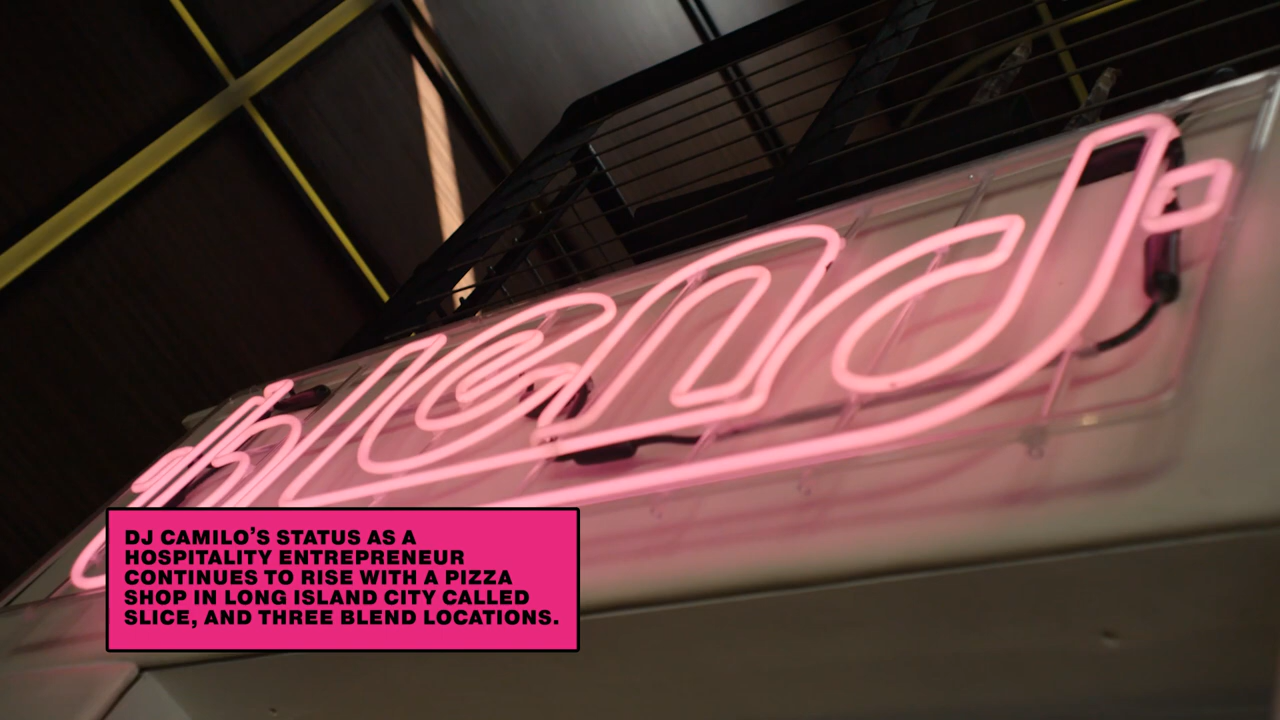 blend
DJ CAMILO'S STATUS AS A
HOSPITALITY ENTREPRENEUR
CONTINUES TO RISE WITH A PIZZA
SHOP IN LONG ISLAND CITY CALLED
SLICE, AND THREE BLEND LOCATIONS.